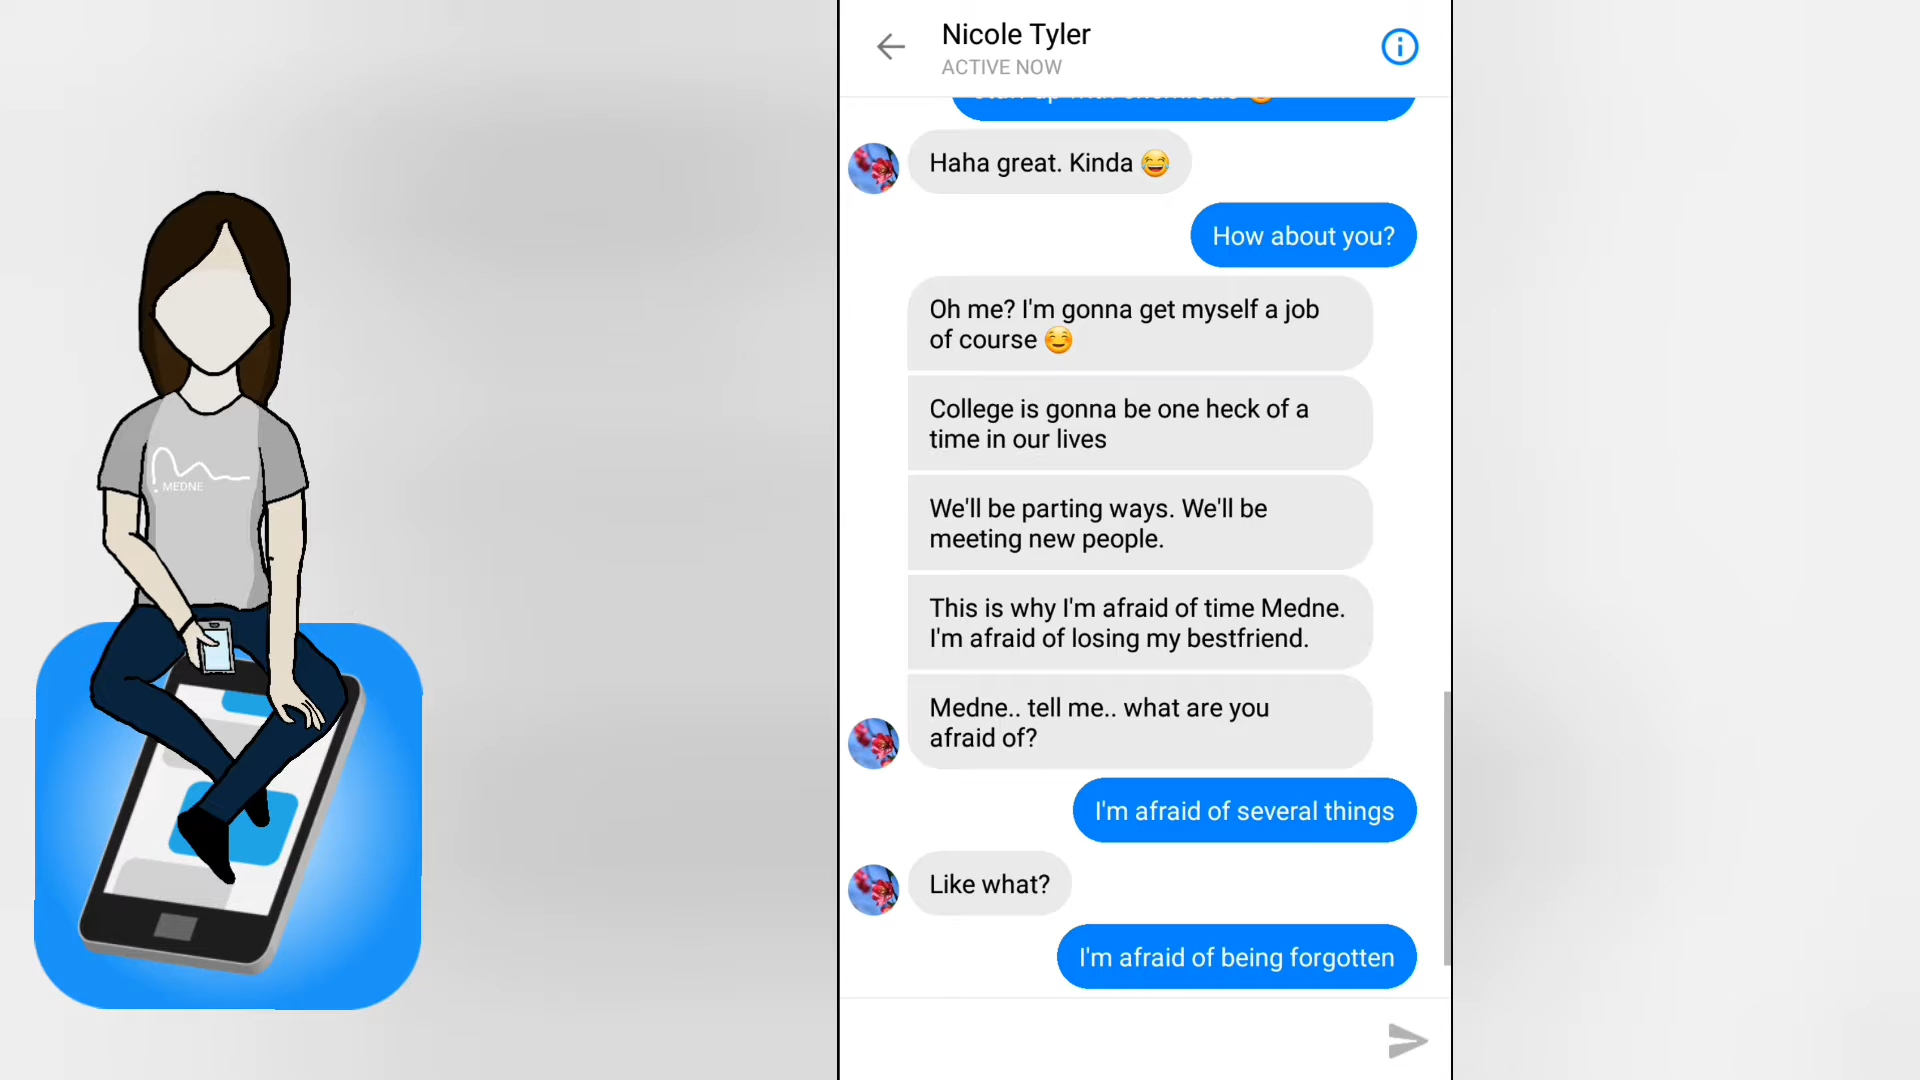 Nicole Tyler
ACTIVE NOW
Haha great. Kinda 😂
How about you?
Oh me? I'm gonna get myself a job
of course ☺️
College is gonna be one heck of a
time in our lives
We'll be parting ways. We'll be
meeting new people.
This is why I'm afraid of time Medne.
I'm afraid of losing my bestfriend.
Medne.. tell me.. what are you
afraid of?
I'm afraid of several things
Like what?
I'm afraid of being forgotten
MEDNE